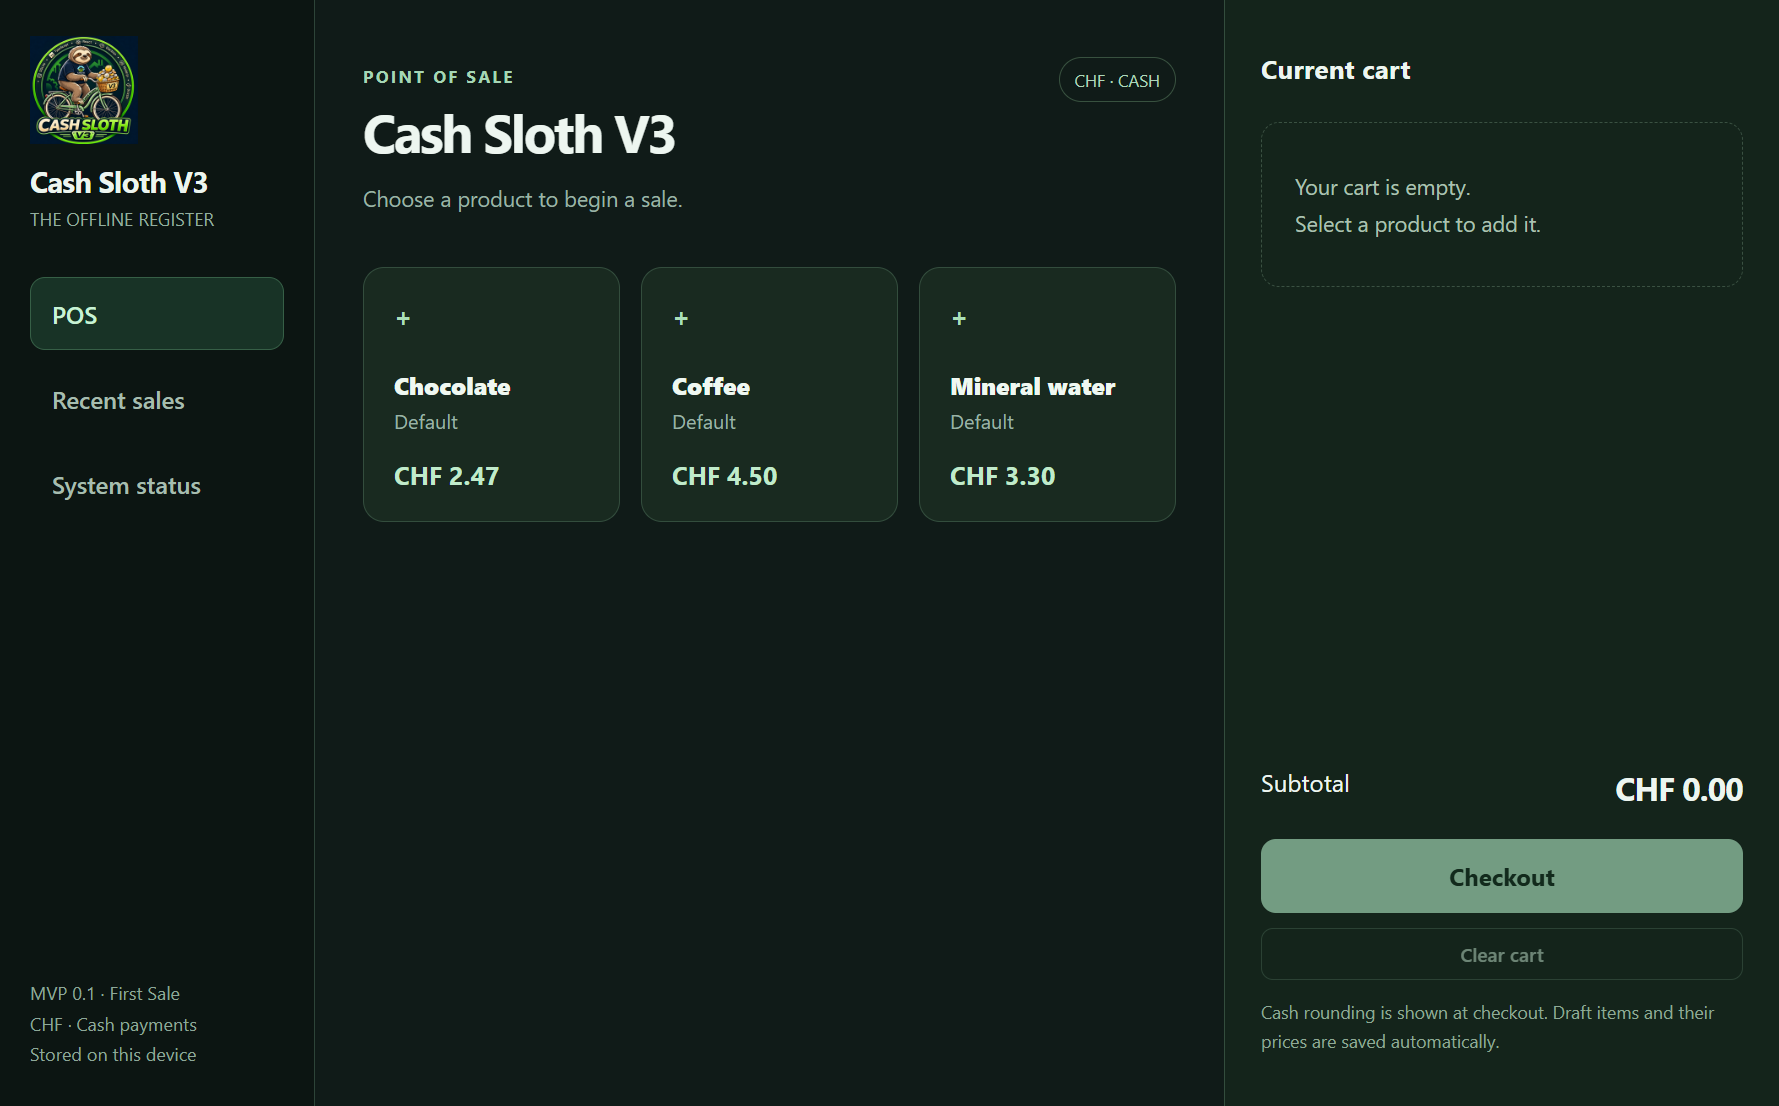 CASH SLOTH
V3
Cash Sloth V3
THE OFFLINE REGISTER
POS
Recent sales
System status
MVP 0.1 · First Sale
CHF · Cash payments
Stored on this device
POINT OF SALE
CHF · CASH
Cash Sloth V3
Choose a product to begin a sale.
+
Chocolate
Default
CHF 2.47
+
Coffee
Default
CHF 4.50
+
Mineral water
Default
CHF 3.30
Current cart
Your cart is empty.
Select a product to add it.
Subtotal
CHF 0.00
Checkout
Clear cart
Cash rounding is shown at checkout. Draft items and their
prices are saved automatically.